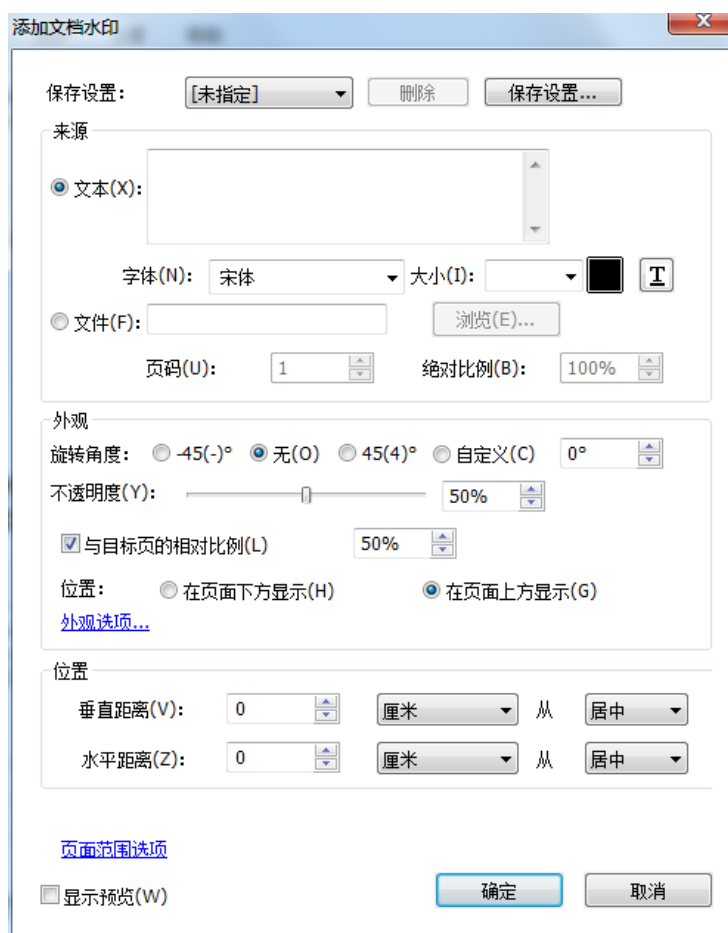 添加文档水印
保存设置: [未指定] 删除 保存设置...
来源
文本(X):
字体(N): 宋体 大小(I): T
文件(F): 浏览(E)...
页码(U): 1 绝对比例(B): 100%
外观
旋转角度: -45(-)° 无(O) 45(4)° 自定义(C) 0°
不透明度(Y): 50%
与目标页的相对比例(L) 50%
位置: 在页面下方显示(H) 在页面上方显示(G)
外观选项...
位置
垂直距离(V): 0 厘米 从 居中
水平距离(Z): 0 厘米 从 居中
页面范围选项
显示预览(W) 确定 取消